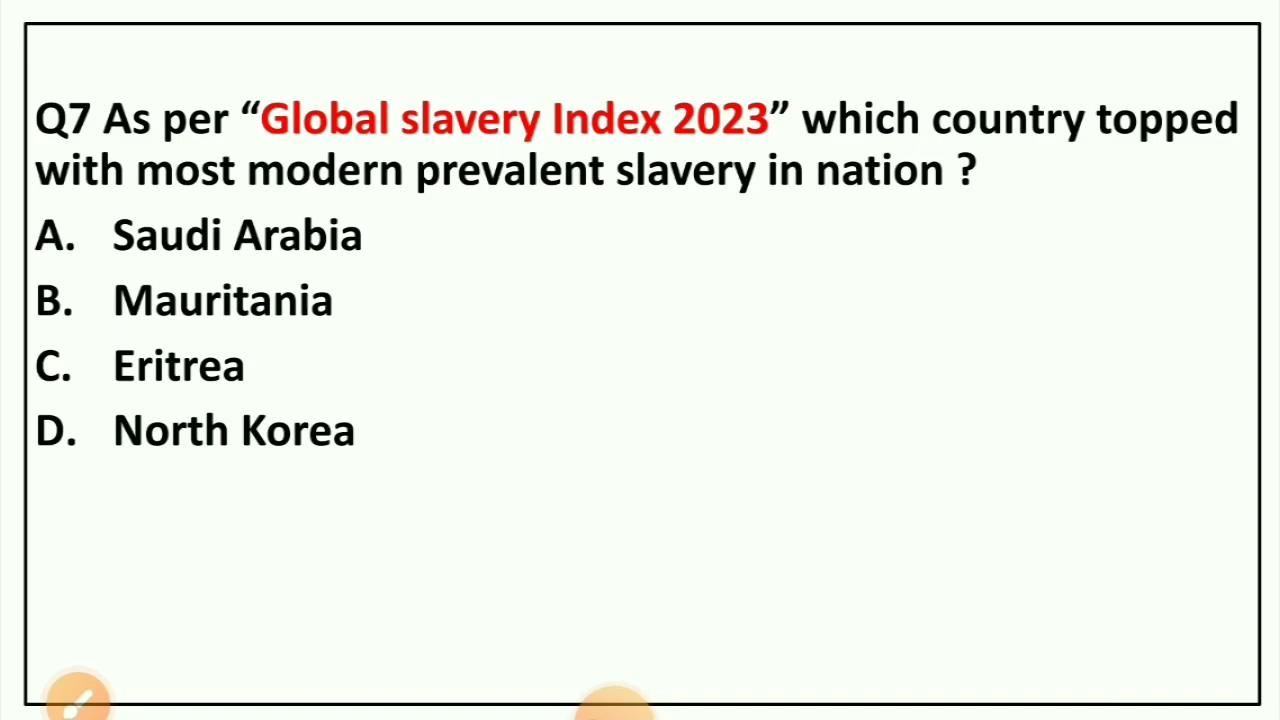 Q7 As per “Global slavery Index 2023” which country topped
with most modern prevalent slavery in nation ?
A. Saudi Arabia
B. Mauritania
C. Eritrea
D. North Korea